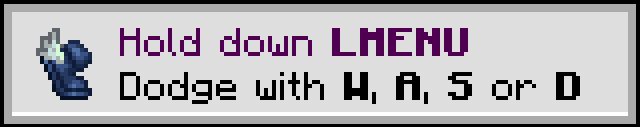 Hold down LMENU
Dodge with W, A, S or D